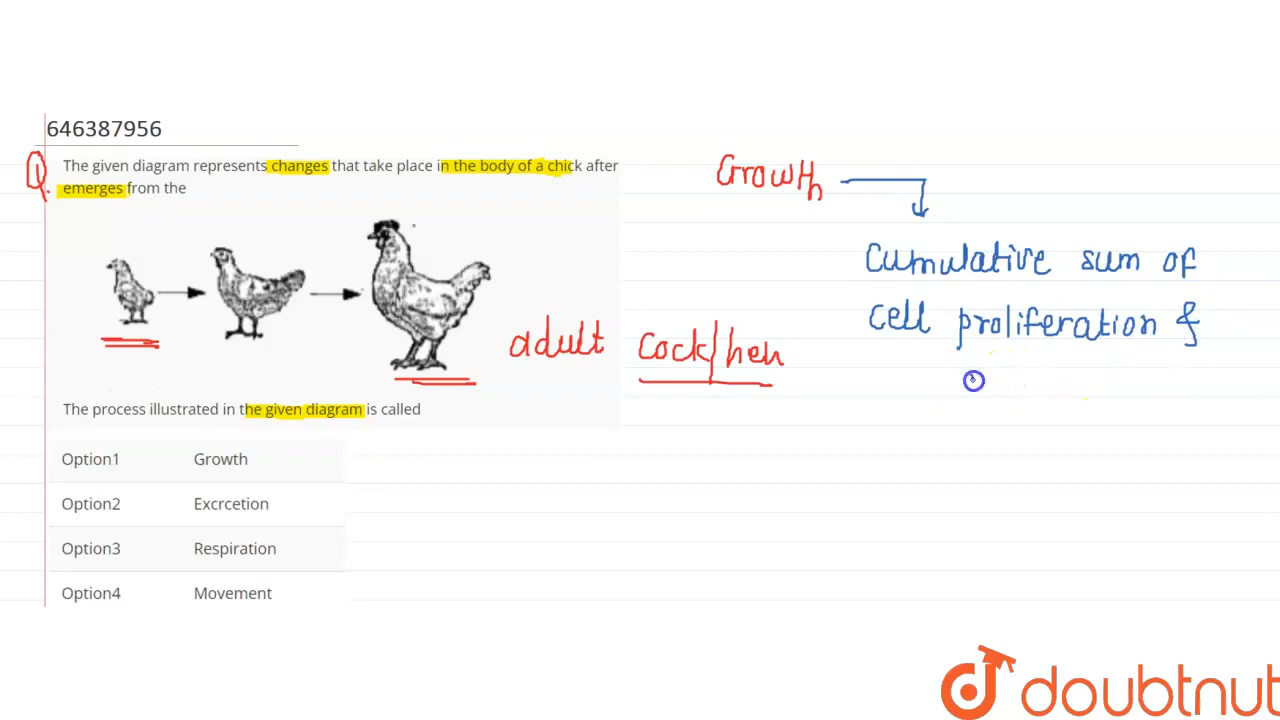 646387956
Q. The given diagram represents changes that take place in the body of a chick after
emerges from the
Growth
Cumulative sum of
cell proliferation &
adult cock/hen
The process illustrated in the given diagram is called
Option1 Growth
Option2 Excrcetion
Option3 Respiration
Option4 Movement
doubtnut